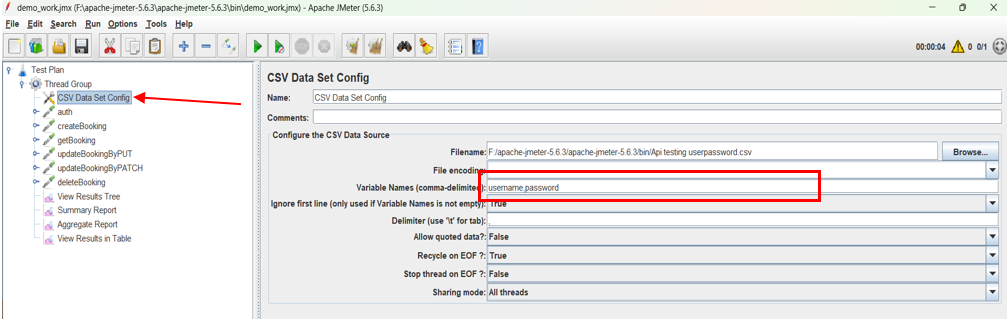 demo_work.jmx (F:\apache-jmeter-5.6.3\apache-jmeter-5.6.3\bin\demo_work.jmx) - Apache JMeter (5.6.3)
File Edit Search Run Options Tools Help
00:00:04 0 0/1
Test Plan
Thread Group
CSV Data Set Config
auth
createBooking
getBooking
updateBookingByPUT
updateBookingByPATCH
deleteBooking
View Results Tree
Summary Report
Aggregate Report
View Results in Table
CSV Data Set Config
Name: CSV Data Set Config
Comments:
Configure the CSV Data Source
Filename: F:/apache-jmeter-5.6.3/apache-jmeter-5.6.3/bin/Api testing userpassword.csv Browse...
File encoding:
Variable Names (comma-delimited): username,password
Ignore first line (only used if Variable Names is not empty): True
Delimiter (use '\t' for tab): ,
Allow quoted data?: False
Recycle on EOF ?: True
Stop thread on EOF ?: False
Sharing mode: All threads